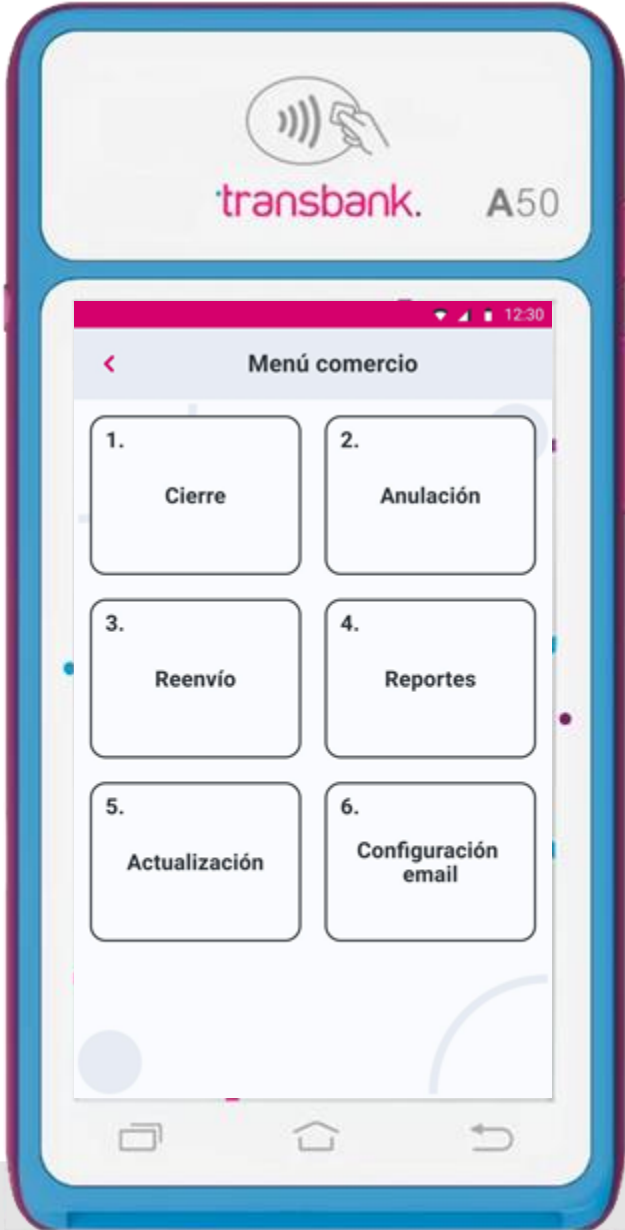 transbank.
A50
12:30
Menú comercio
1.
Cierre
2.
Anulación
3.
Reenvío
4.
Reportes
5.
Actualización
6.
Configuración
email